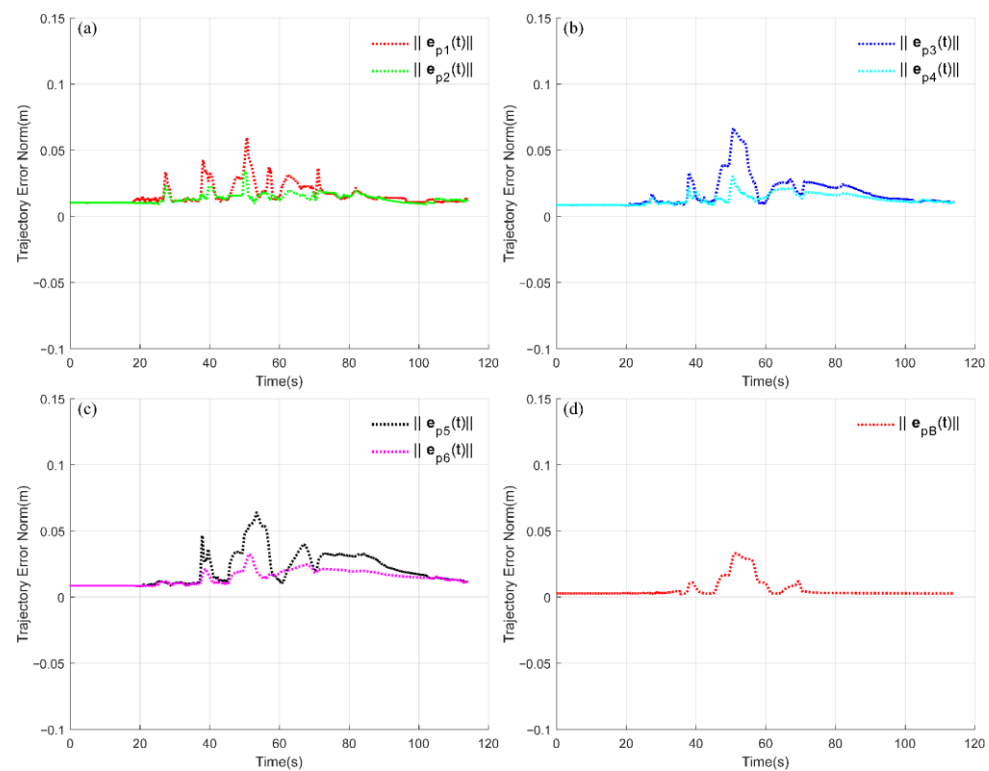 (a)
|| e_p1(t)||
|| e_p2(t)||
0.15
0.1
0.05
0
−0.05
−0.1
Trajectory Error Norm(m)
0 20 40 60 80 100 120
Time(s)
(b)
|| e_p3(t)||
|| e_p4(t)||
0.15
0.1
0.05
0
−0.05
−0.1
Trajectory Error Norm(m)
0 20 40 60 80 100 120
Time(s)
(c)
|| e_p5(t)||
|| e_p6(t)||
0.15
0.1
0.05
0
−0.05
−0.1
Trajectory Error Norm(m)
0 20 40 60 80 100 120
Time(s)
(d)
|| e_pB(t)||
0.15
0.1
0.05
0
−0.05
−0.1
Trajectory Error Norm(m)
0 20 40 60 80 100 120
Time(s)